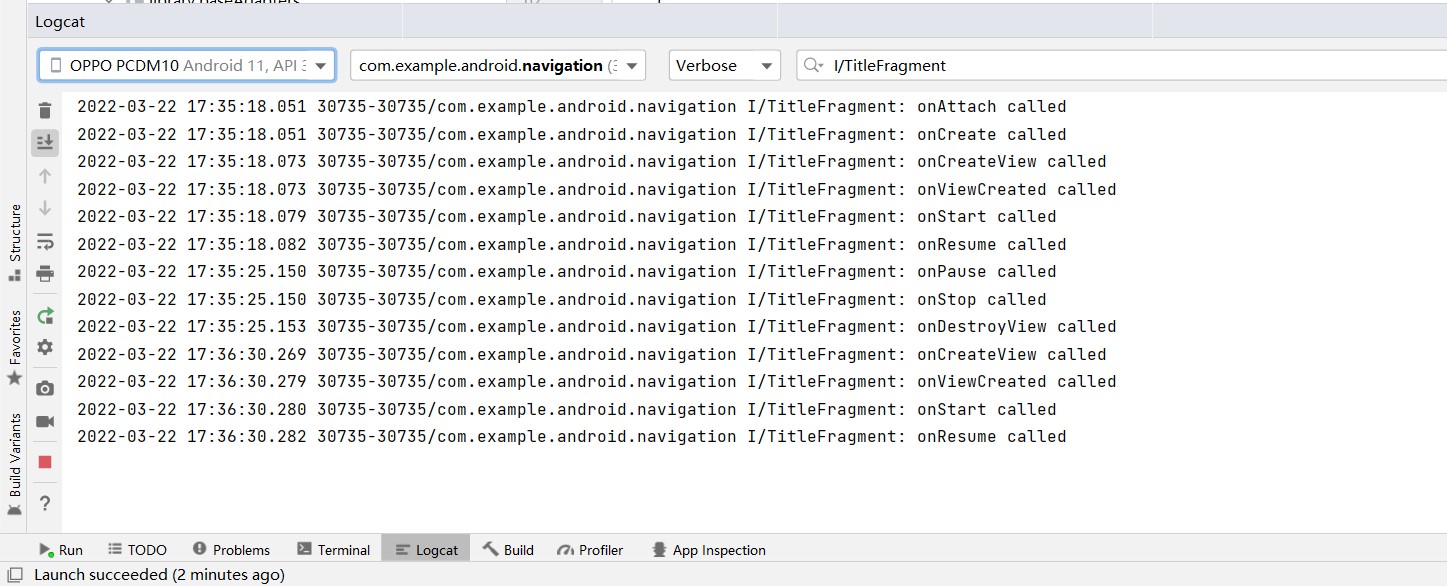 Logcat
OPPO PCDM10 Android 11, API
com.example.android.navigation
Verbose
I/TitleFragment
2022-03-22 17:35:18.051 30735-30735/com.example.android.navigation I/TitleFragment: onAttach called
2022-03-22 17:35:18.051 30735-30735/com.example.android.navigation I/TitleFragment: onCreate called
2022-03-22 17:35:18.073 30735-30735/com.example.android.navigation I/TitleFragment: onCreateView called
2022-03-22 17:35:18.073 30735-30735/com.example.android.navigation I/TitleFragment: onViewCreated called
2022-03-22 17:35:18.079 30735-30735/com.example.android.navigation I/TitleFragment: onStart called
2022-03-22 17:35:18.082 30735-30735/com.example.android.navigation I/TitleFragment: onResume called
2022-03-22 17:35:25.150 30735-30735/com.example.android.navigation I/TitleFragment: onPause called
2022-03-22 17:35:25.150 30735-30735/com.example.android.navigation I/TitleFragment: onStop called
2022-03-22 17:35:25.153 30735-30735/com.example.android.navigation I/TitleFragment: onDestroyView called
2022-03-22 17:36:30.269 30735-30735/com.example.android.navigation I/TitleFragment: onCreateView called
2022-03-22 17:36:30.279 30735-30735/com.example.android.navigation I/TitleFragment: onViewCreated called
2022-03-22 17:36:30.280 30735-30735/com.example.android.navigation I/TitleFragment: onStart called
2022-03-22 17:36:30.282 30735-30735/com.example.android.navigation I/TitleFragment: onResume called
Structure
Favorites
Build Variants
Run
TODO
Problems
Terminal
Logcat
Build
Profiler
App Inspection
Launch succeeded (2 minutes ago)